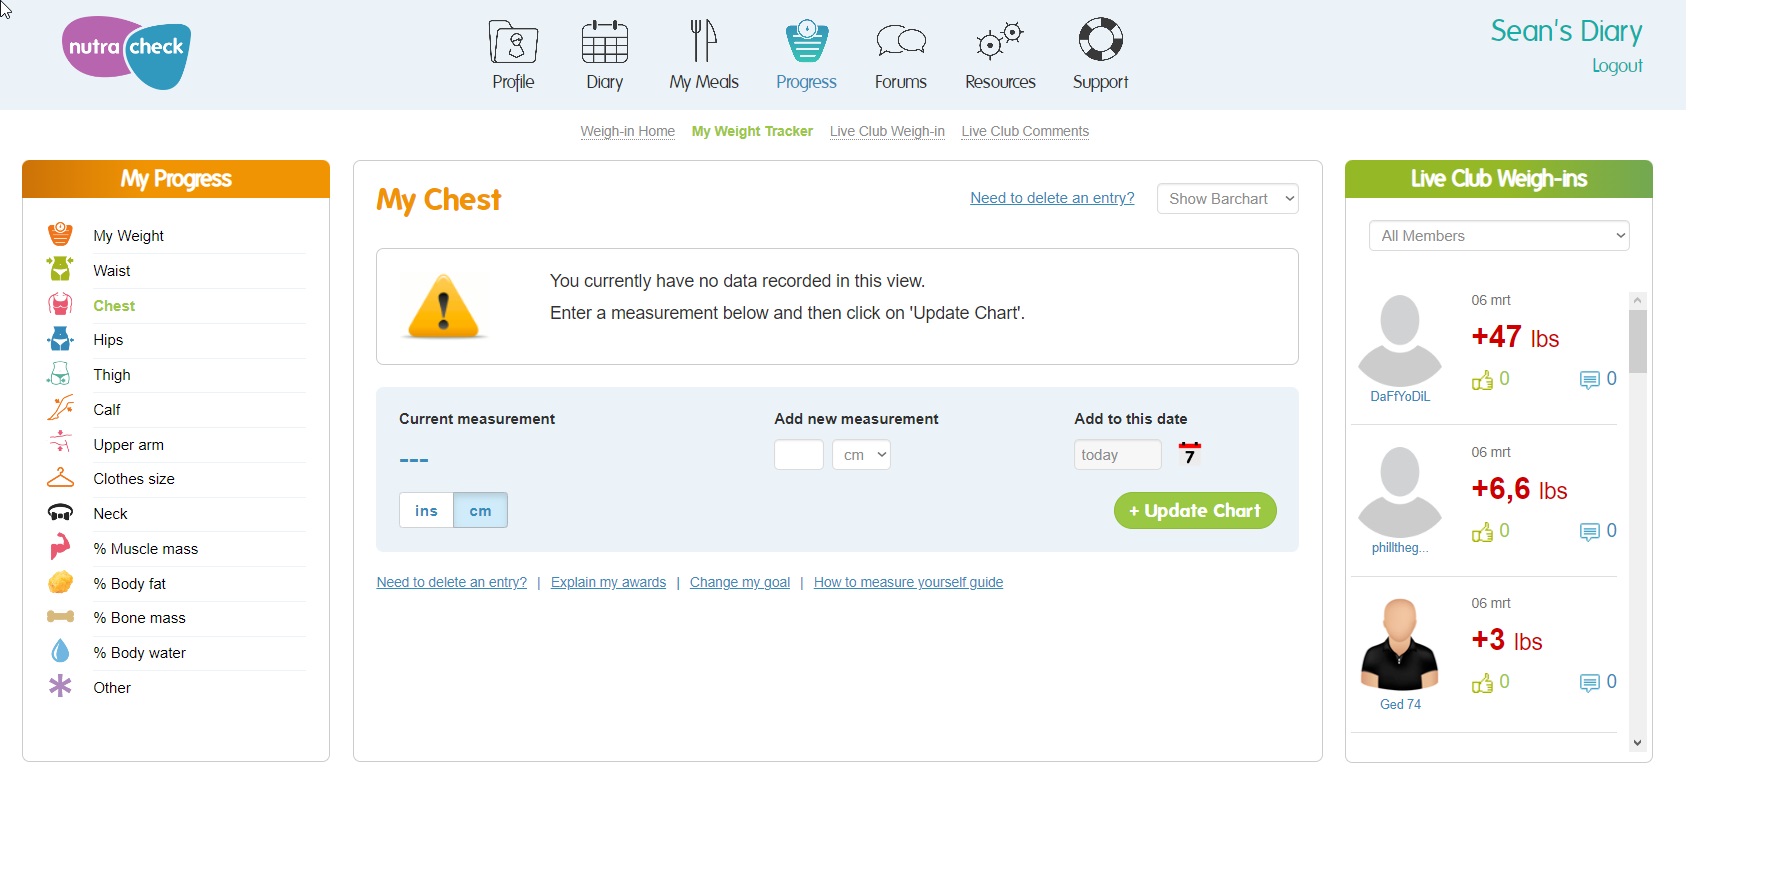 nutra check
Profile
Diary
My Meals
Progress
Forums
Resources
Support
Sean's Diary
Logout
Weigh-in Home
My Weight Tracker
Live Club Weigh-in
Live Club Comments
My Progress
My Weight
Waist
Chest
Hips
Thigh
Calf
Upper arm
Clothes size
Neck
% Muscle mass
% Body fat
% Bone mass
% Body water
Other
My Chest
Need to delete an entry?
Show Barchart
You currently have no data recorded in this view.
Enter a measurement below and then click on 'Update Chart'.
Current measurement
---
ins
cm
Add new measurement
cm
Add to this date
today
7
+ Update Chart
Need to delete an entry? | Explain my awards | Change my goal | How to measure yourself guide
Live Club Weigh-ins
All Members
06 mrt
+47 lbs
0
0
DaFfYoDiL
06 mrt
+6,6 lbs
0
0
philltheg...
06 mrt
+3 lbs
0
0
Ged 74